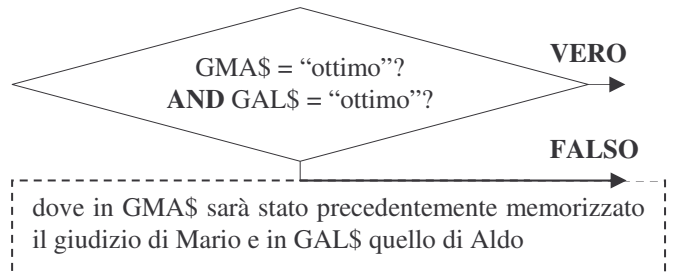 VERO
GMA$ = “ottimo”?
AND GAL$ = “ottimo”?
FALSO
dove in GMA$ sarà stato precedentemente memorizzato
il giudizio di Mario e in GAL$ quello di Aldo